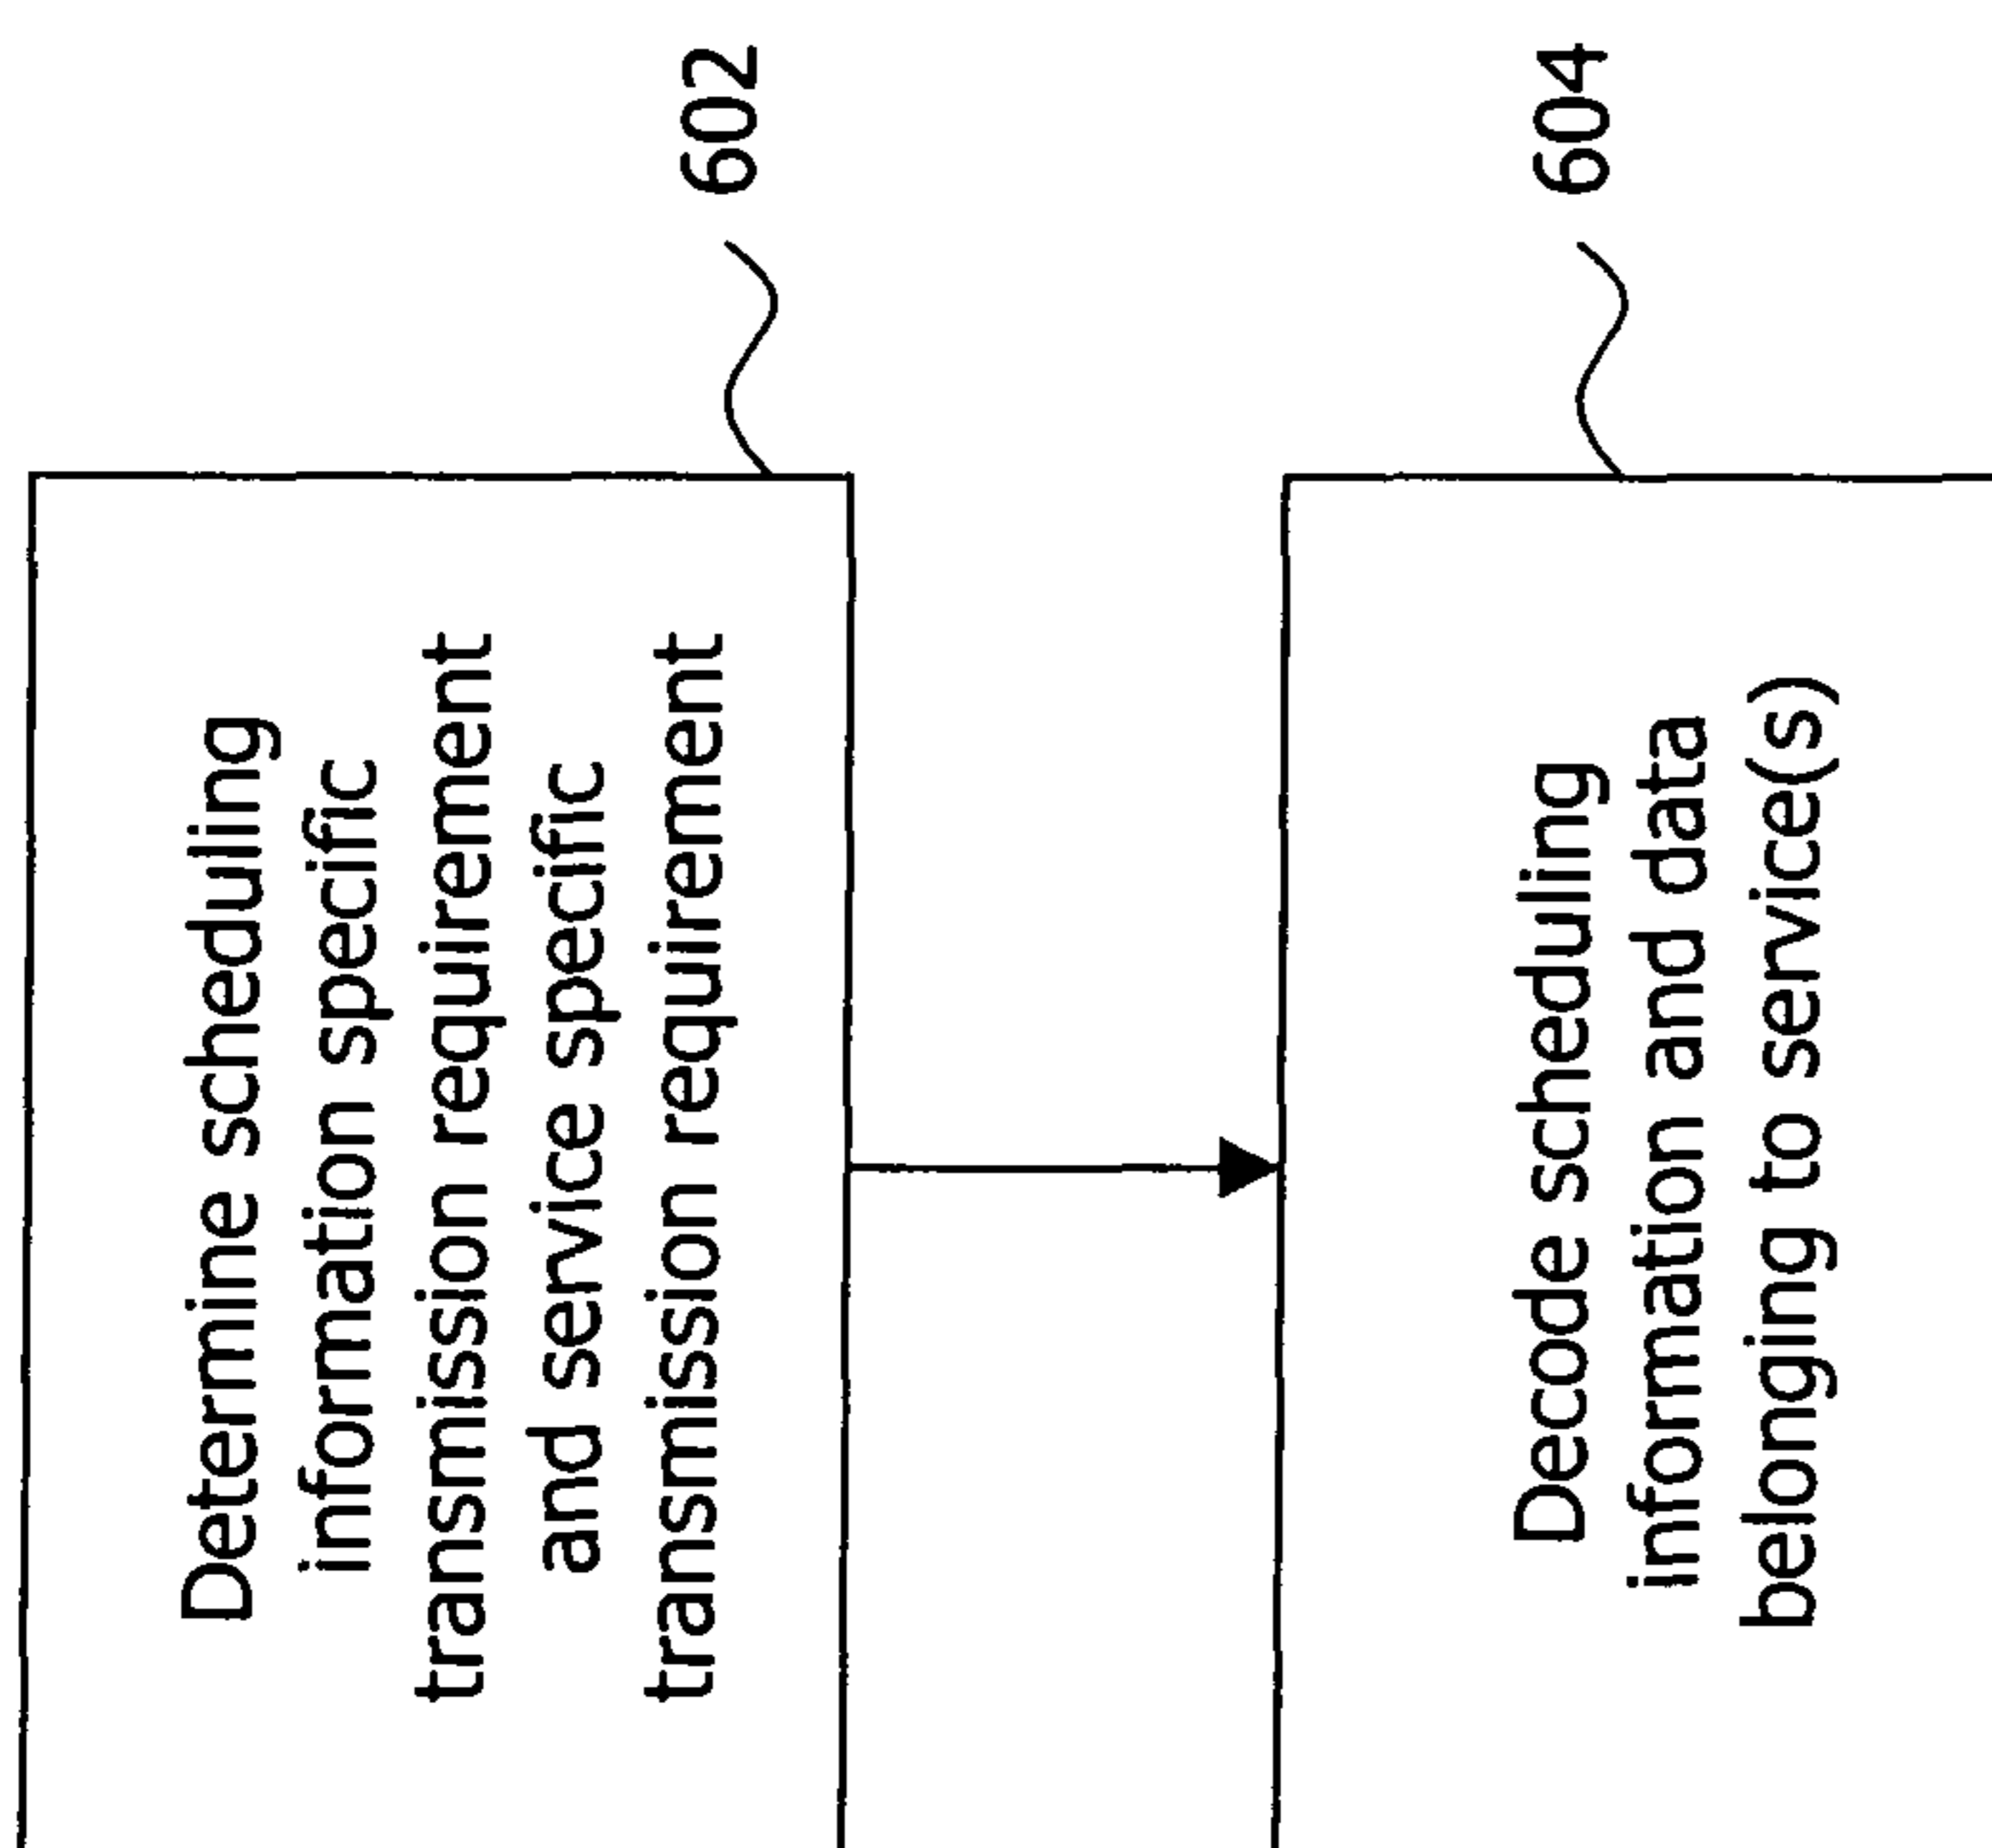 Determine scheduling
information specific
transmission requirement
and service specific
transmission requirement
602
Decode scheduling
information and data
belonging to service(s)
604